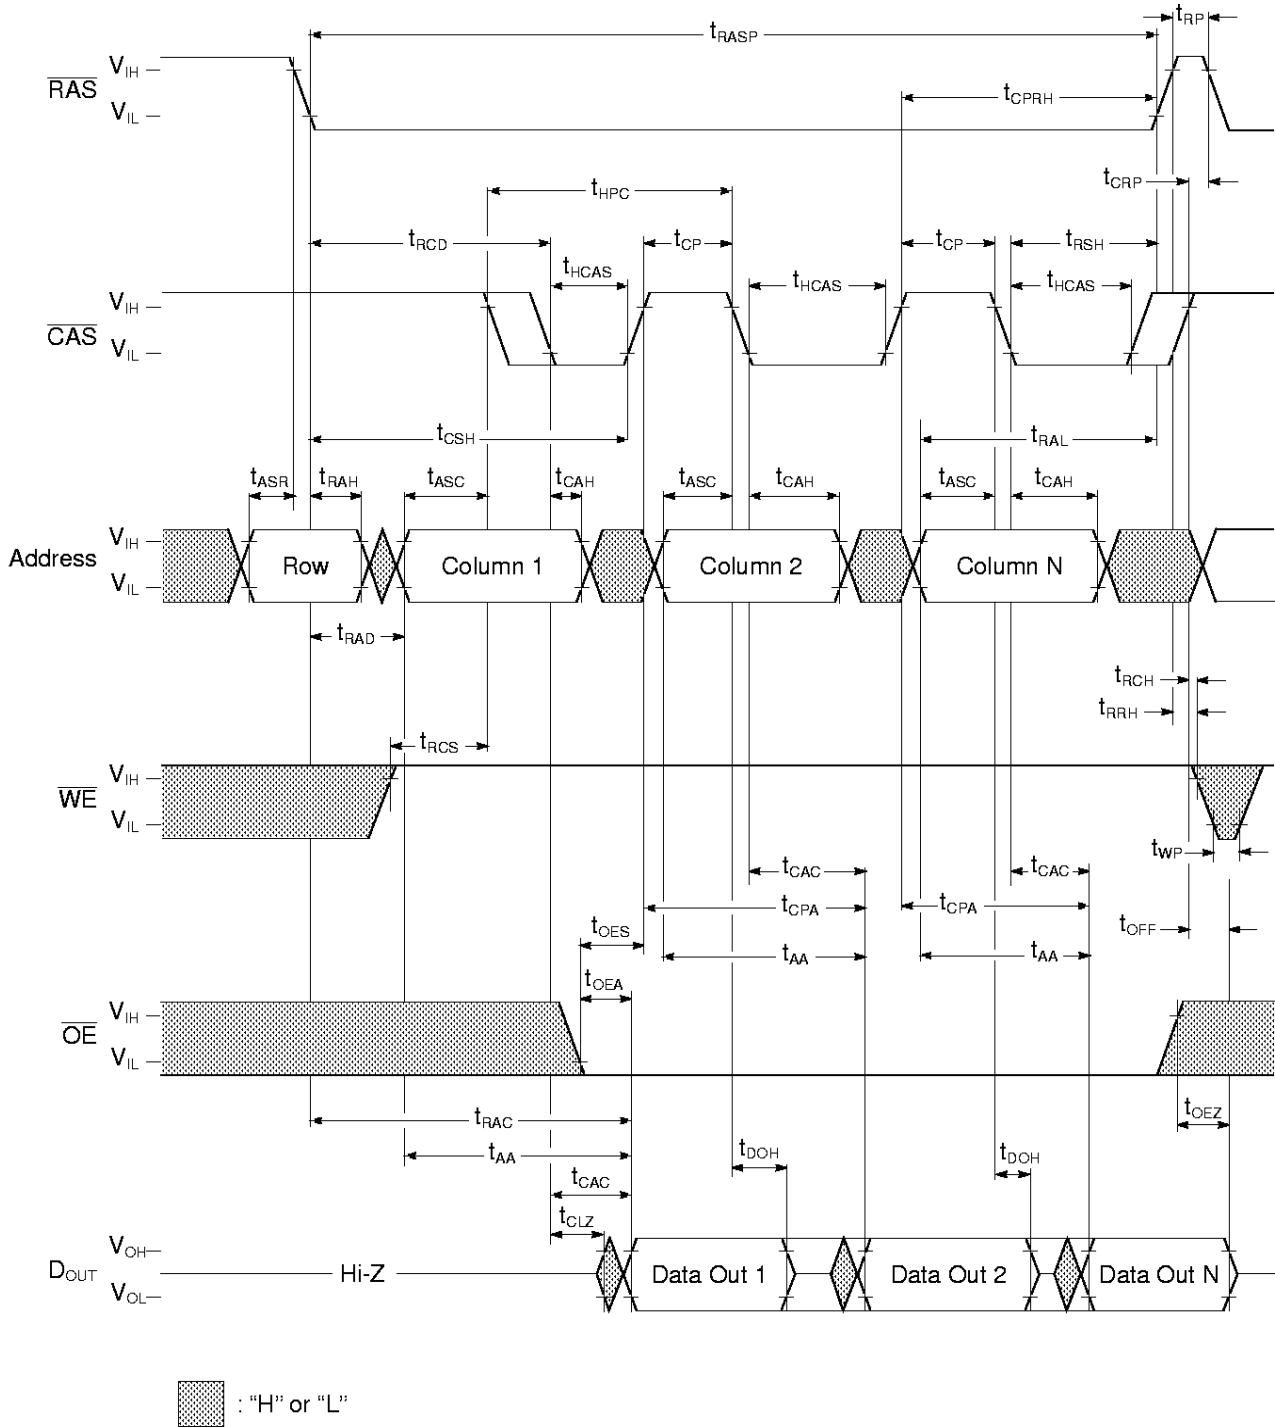 tRP
tRASP
VIH
RAS
VIL
tCPRH
tCRP
tHPC
tRCD
tCP
tCP
tRSH
tHCAS
tHCAS
tHCAS
VIH
CAS
VIL
tCSH
tRAL
tASR
tRAH
tASC
tCAH
tASC
tCAH
tASC
tCAH
VIH
Address
VIL
Row
Column 1
Column 2
Column N
tRAD
tRCH
tRRH
tRCS
VIH
WE
VIL
tWP
tCAC
tCAC
tCPA
tCPA
tOES
tOFF
tAA
tAA
tOEA
VIH
OE
VIL
tRAC
tOEZ
tAA
tDOH
tDOH
tCAC
tCLZ
VOH
DOUT
VOL
Hi-Z
Data Out 1
Data Out 2
Data Out N
: “H” or “L”